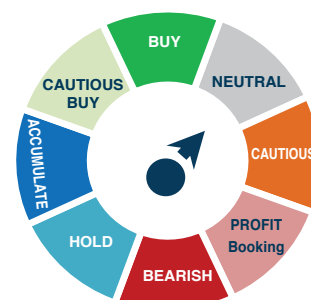 BUY
NEUTRAL
CAUTIOUS
PROFIT
Booking
BEARISH
HOLD
ACCUMULATE
CAUTIOUS
BUY